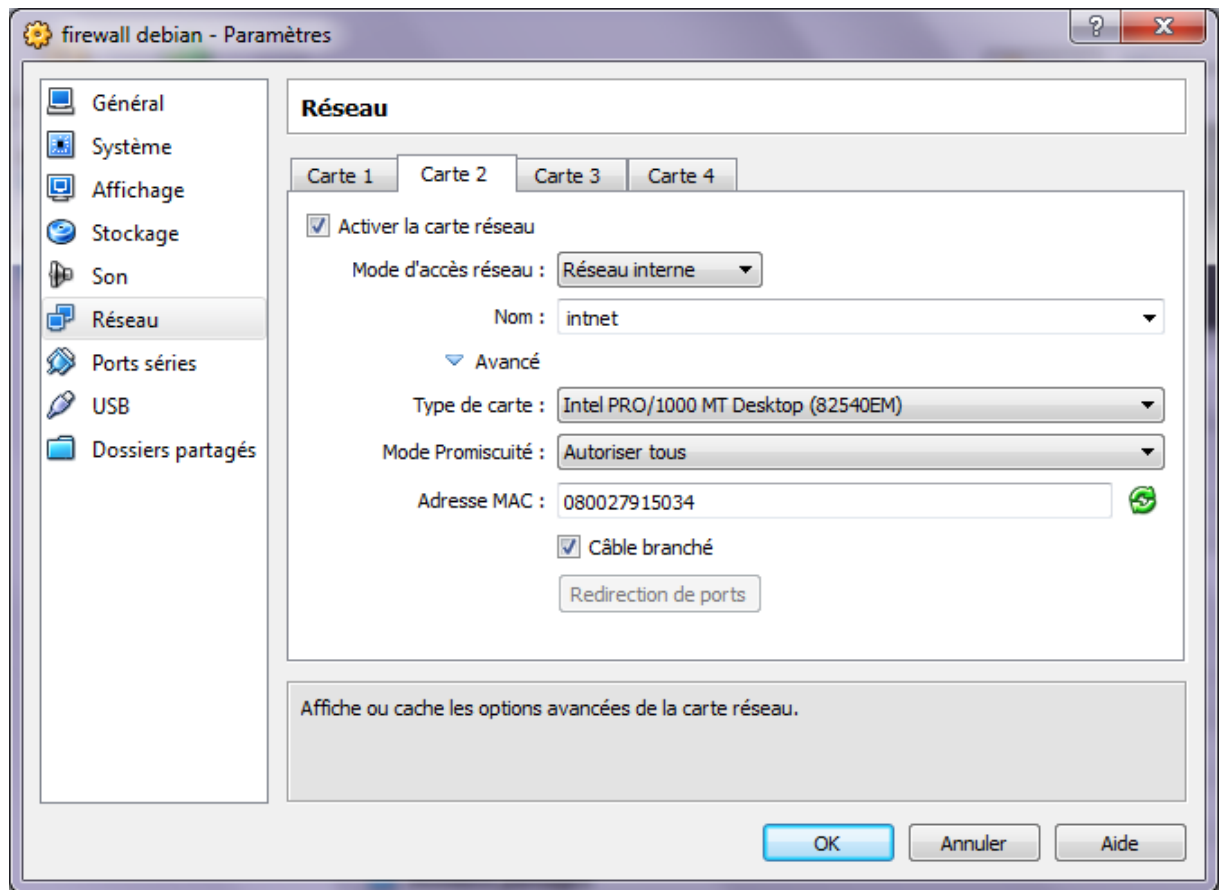 firewall debian - Paramètres
Général
Système
Affichage
Stockage
Son
Réseau
Ports séries
USB
Dossiers partagés
Réseau
Carte 1 Carte 2 Carte 3 Carte 4
Activer la carte réseau
Mode d'accès réseau : Réseau interne
Nom : intnet
Avancé
Type de carte : Intel PRO/1000 MT Desktop (82540EM)
Mode Promiscuité : Autoriser tous
Adresse MAC : 080027915034
Câble branché
Redirection de ports
Affiche ou cache les options avancées de la carte réseau.
OK Annuler Aide